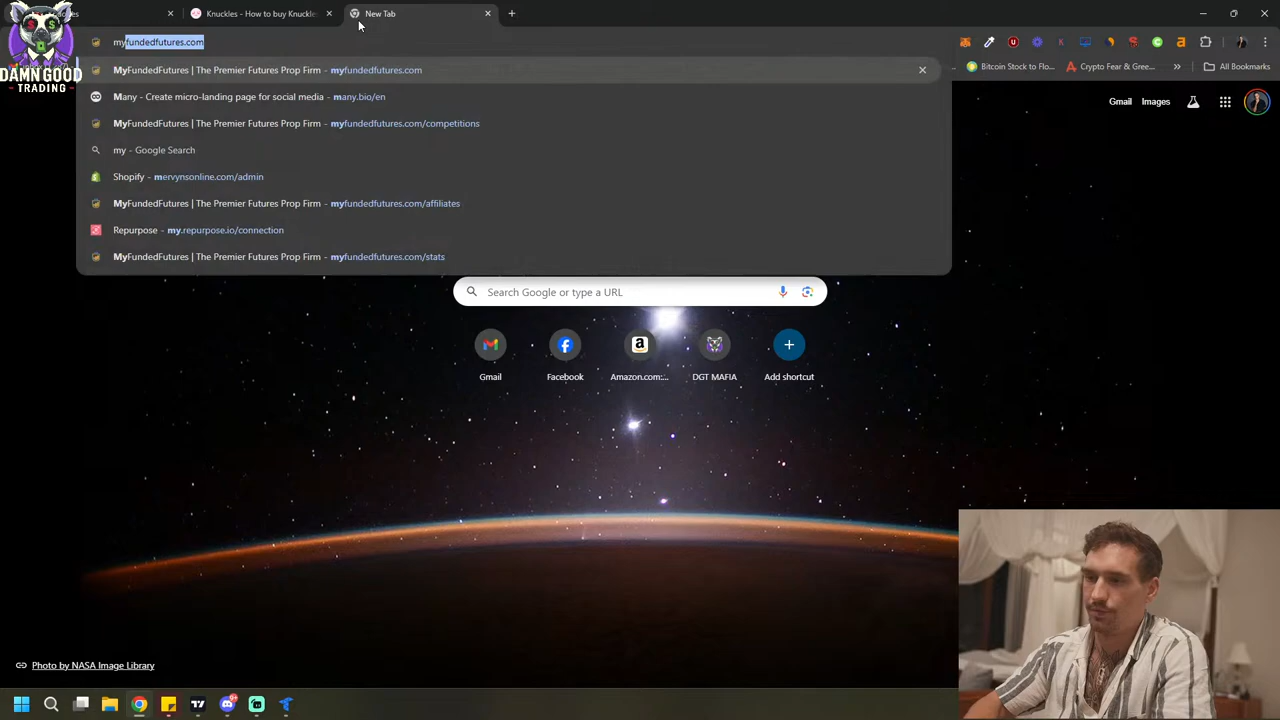 Knuckles - How to buy Knuckle
New Tab
myfundedfutures.com
DAMN GOOD
TRADING
MyFundedFutures | The Premier Futures Prop Firm - myfundedfutures.com
Many - Create micro-landing page for social media - many.bio/en
MyFundedFutures | The Premier Futures Prop Firm - myfundedfutures.com/competitions
my - Google Search
Shopify - mervynsonline.com/admin
MyFundedFutures | The Premier Futures Prop Firm - myfundedfutures.com/affiliates
Repurpose - my.repurpose.io/connection
MyFundedFutures | The Premier Futures Prop Firm - myfundedfutures.com/stats
Bitcoin Stock to Flo...
Crypto Fear & Gree...
All Bookmarks
Gmail Images
Search Google or type a URL
Gmail
Facebook
Amazon.com:...
DGT MAFIA
Add shortcut
Photo by NASA Image Library